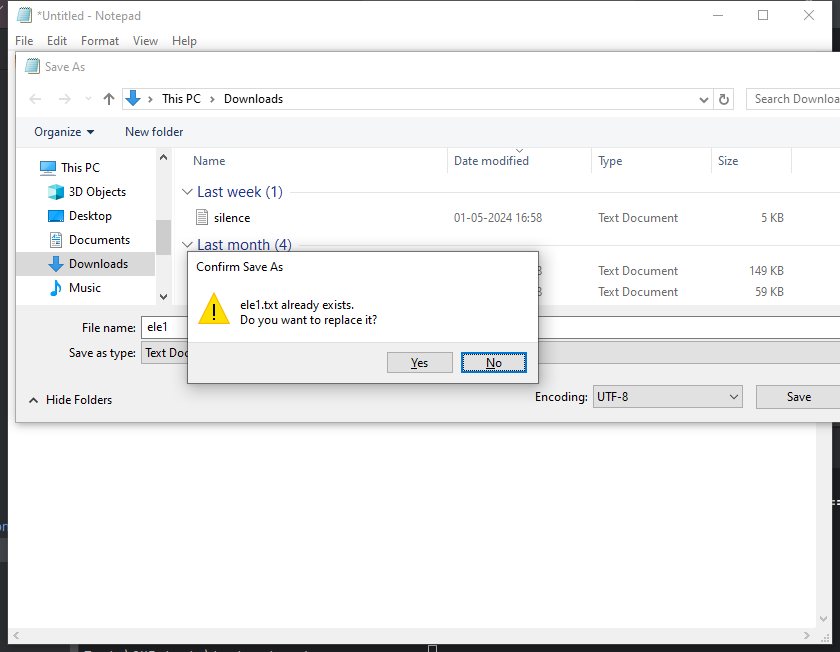 *Untitled - Notepad
File Edit Format View Help
Save As
This PC Downloads
Search Downloa
Organize New folder
Name Date modified Type Size
This PC
3D Objects
Desktop
Documents
Downloads
Music
Last week (1)
silence 01-05-2024 16:58 Text Document 5 KB
Last month (4)
Text Document 149 KB
Text Document 59 KB
Confirm Save As
ele1.txt already exists.
Do you want to replace it?
Yes No
File name: ele1
Save as type: Text Doc
Hide Folders
Encoding: UTF-8 Save